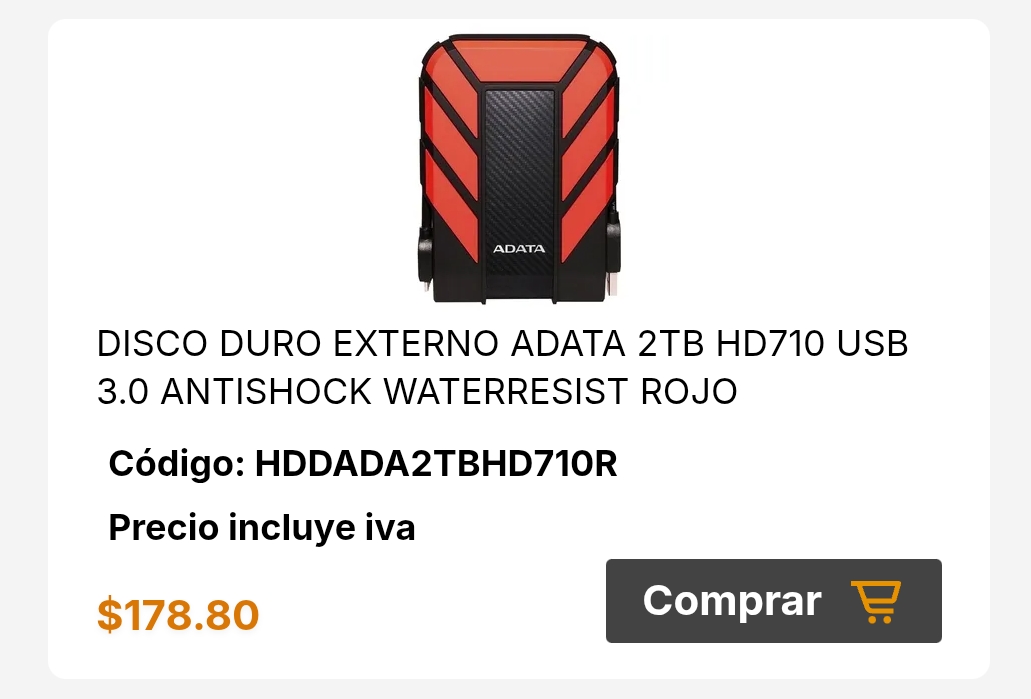 ADATA
DISCO DURO EXTERNO ADATA 2TB HD710 USB
3.0 ANTISHOCK WATERRESIST ROJO
Código: HDDADA2TBHD710R
Precio incluye iva
$178.80
Comprar